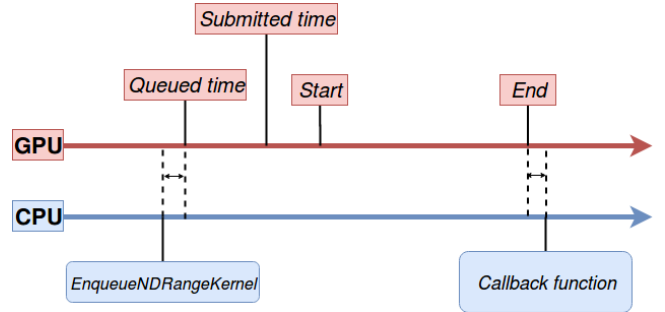 Submitted time
Queued time
Start
End
GPU
CPU
EnqueueNDRangeKernel
Callback function